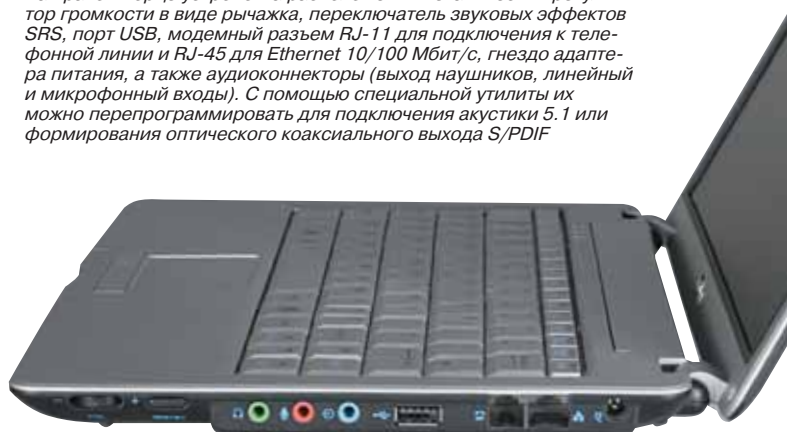 тор громкости в виде рычажка, переключатель звуковых эффектов
SRS, порт USB, модемный разъем RJ-11 для подключения к теле-
фонной линии и RJ-45 для Ethernet 10/100 Мбит/с, гнездо адапте-
ра питания, а также аудиоконнекторы (выход наушников, линейный
и микрофонный входы). С помощью специальной утилиты их
можно перепрограммировать для подключения акустики 5.1 или
формирования оптического коаксиального выхода S/PDIF